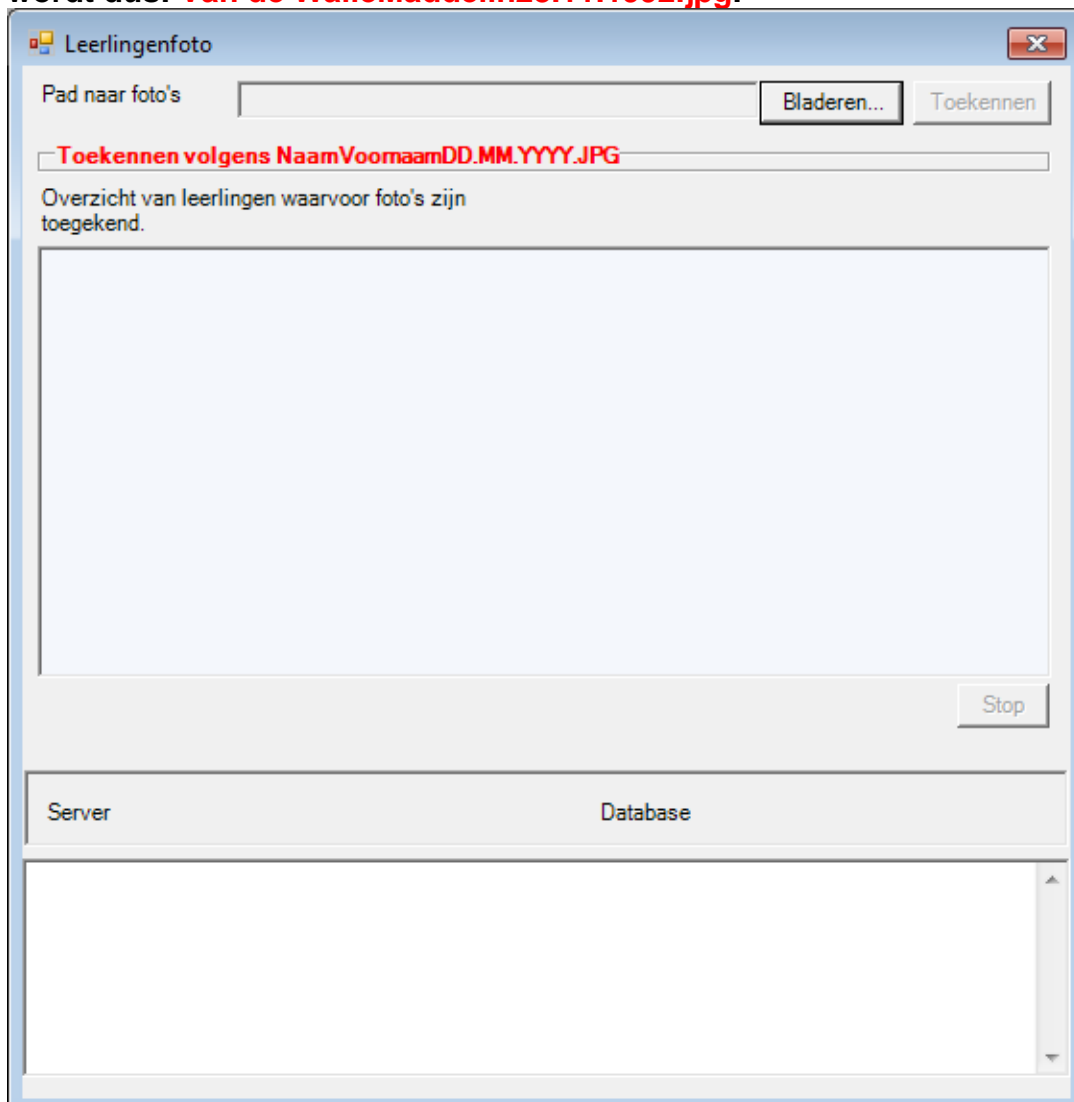 Leerlingenfoto
Pad naar foto's
Bladeren...
Toekennen
Toekennen volgens NaamVoornaamDD.MM.YYYY.JPG
Overzicht van leerlingen waarvoor foto's zijn
toegekend.
Stop
Server
Database